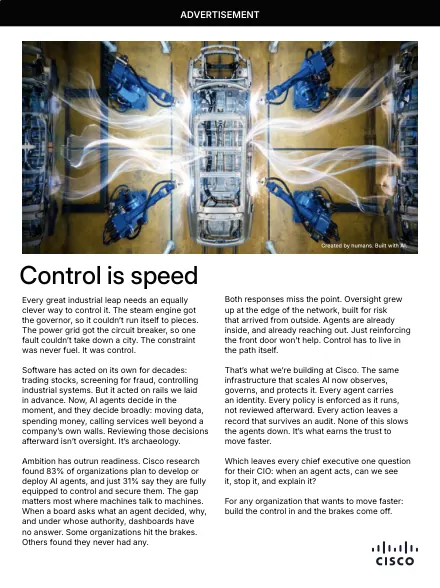 ADVERTISEMENT
Created by humans. Built with AI.
Control is speed
Every great industrial leap needs an equally
clever way to control it. The steam engine got
the governor, so it couldn't run itself to pieces.
The power grid got the circuit breaker, so one
fault couldn't take down a city. The constraint
was never fuel. It was control.
Software has acted on its own for decades:
trading stocks, screening for fraud, controlling
industrial systems. But it acted on rails we laid
in advance. Now, AI agents decide in the
moment, and they decide broadly: moving data,
spending money, calling services well beyond a
company's own walls. Reviewing those decisions
afterward isn't oversight. It's archaeology.
Ambition has outrun readiness. Cisco research
found 83% of organizations plan to develop or
deploy AI agents, and just 31% say they are fully
equipped to control and secure them. The gap
matters most where machines talk to machines.
When a board asks what an agent decided, why,
and under whose authority, dashboards have
no answer. Some organizations hit the brakes.
Others found they never had any.
Both responses miss the point. Oversight grew
up at the edge of the network, built for risk
that arrived from outside. Agents are already
inside, and already reaching out. Just reinforcing
the front door won't help. Control has to live in
the path itself.
That's what we're building at Cisco. The same
infrastructure that scales AI now observes,
governs, and protects it. Every agent carries
an identity. Every policy is enforced as it runs,
not reviewed afterward. Every action leaves a
record that survives an audit. None of this slows
the agents down. It's what earns the trust to
move faster.
Which leaves every chief executive one question
for their CIO: when an agent acts, can we see
it, stop it, and explain it?
For any organization that wants to move faster:
build the control in and the brakes come off.
CISCO